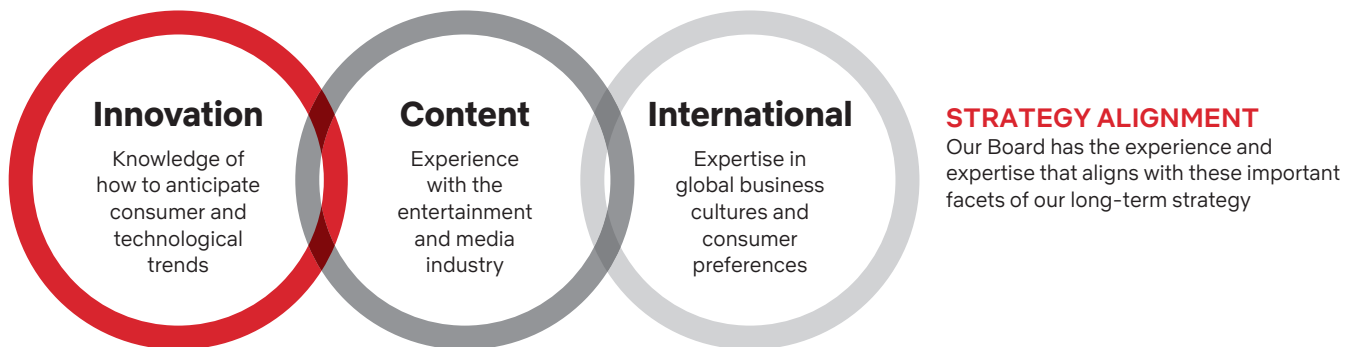 Innovation
Knowledge of
how to anticipate
consumer and
technological
trends
Content
Experience
with the
entertainment
and media
industry
International
Expertise in
global business
cultures and
consumer
preferences
STRATEGY ALIGNMENT
Our Board has the experience and
expertise that aligns with these important
facets of our long-term strategy